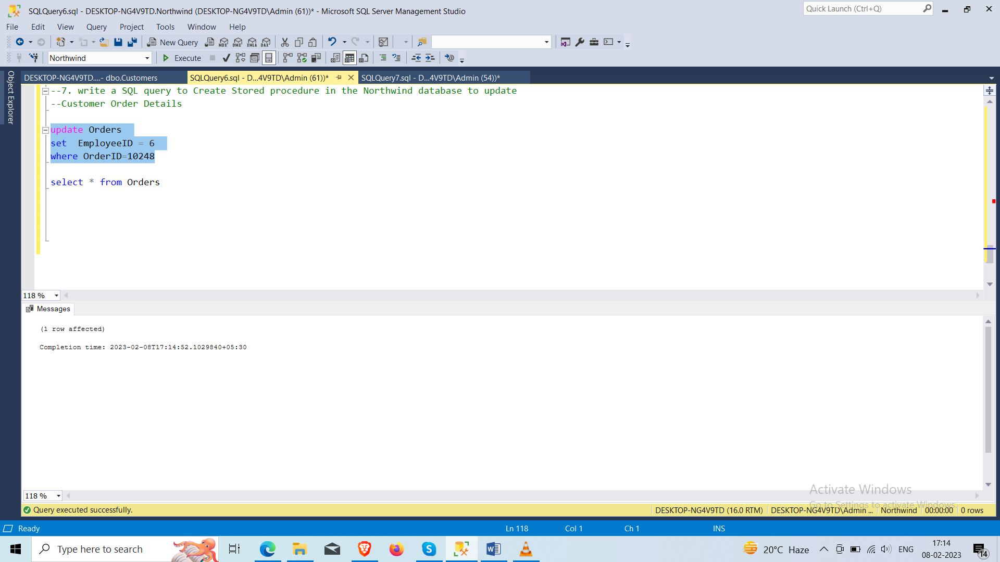 SQLQuery6.sql - DESKTOP-NG4V9TD.Northwind (DESKTOP-NG4V9TD\Admin (61))* - Microsoft SQL Server Management Studio
Quick Launch (Ctrl+Q)
File Edit View Query Project Tools Window Help
New Query MDX DMX XMLA DAX
Northwind Execute
Object Explorer
DESKTOP-NG4V9TD....- dbo.Customers SQLQuery6.sql - D...4V9TD\Admin (61))* SQLQuery7.sql - D...4V9TD\Admin (54))*
--7. write a SQL query to Create Stored procedure in the Northwind database to update
--Customer Order Details
update Orders
set  EmployeeID = 6
where OrderID=10248
select * from Orders
118 %
Messages
(1 row affected)
Completion time: 2023-02-08T17:14:52.1029840+05:30
118 %
Activate Windows
Go to Settings to activate Windows.
Query executed successfully. DESKTOP-NG4V9TD (16.0 RTM) DESKTOP-NG4V9TD\Admin ... Northwind 00:00:00 0 rows
Ready Ln 118 Col 1 Ch 1 INS
Type here to search 20°C Haze ENG 17:14
08-02-2023 14